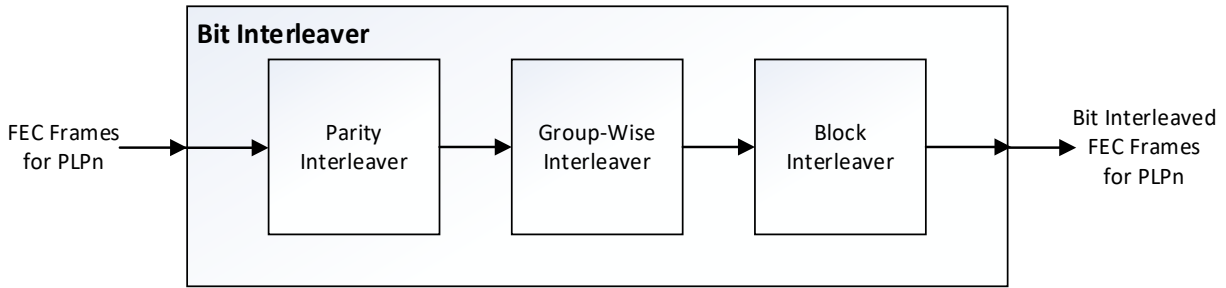 Bit Interleaver
FEC Frames
for PLPn
Parity
Interleaver
Group-Wise
Interleaver
Block
Interleaver
Bit Interleaved
FEC Frames
for PLPn